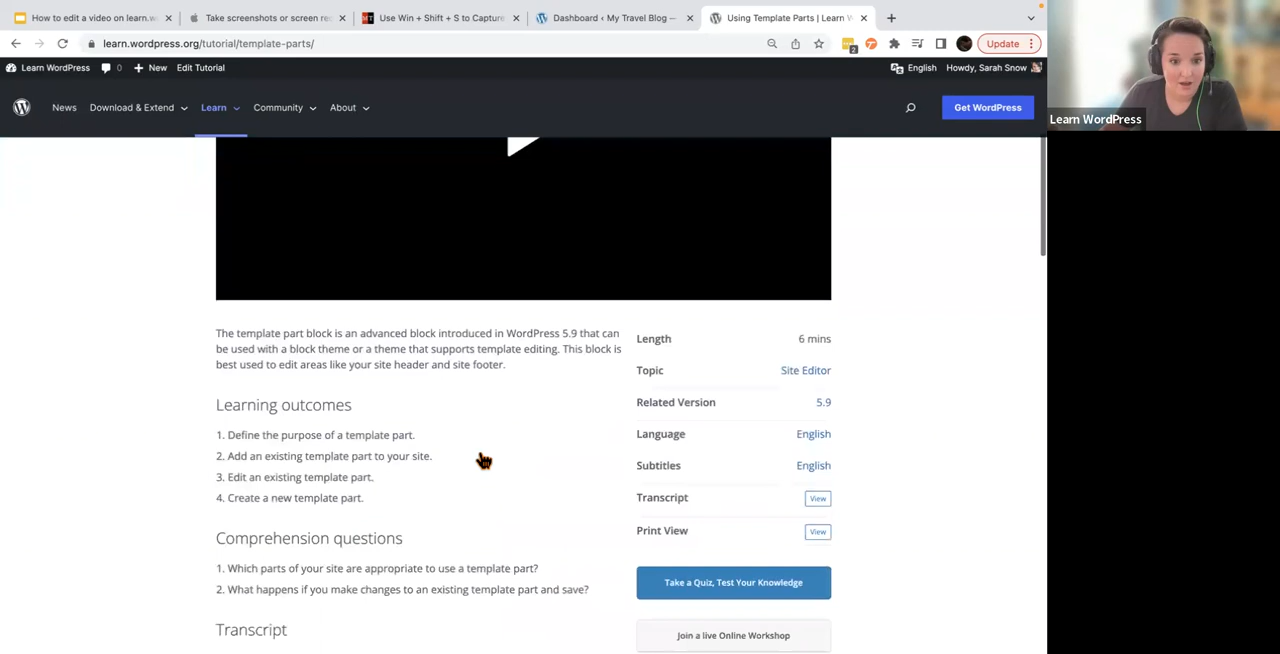 How to edit a video on learn.w
Take screenshots or screen rec
MT Use Win + Shift + S to Capture
Dashboard ‹ My Travel Blog —
Using Template Parts | Learn W
learn.wordpress.org/tutorial/template-parts/
2
Update
Learn WordPress
0
New
Edit Tutorial
English
Howdy, Sarah Snow
News
Download & Extend
Learn
Community
About
Get WordPress
Learn WordPress
The template part block is an advanced block introduced in WordPress 5.9 that can
be used with a block theme or a theme that supports template editing. This block is
best used to edit areas like your site header and site footer.
Learning outcomes
1. Define the purpose of a template part.
2. Add an existing template part to your site.
3. Edit an existing template part.
4. Create a new template part.
Comprehension questions
1. Which parts of your site are appropriate to use a template part?
2. What happens if you make changes to an existing template part and save?
Transcript
Length 6 mins
Topic Site Editor
Related Version 5.9
Language English
Subtitles English
Transcript View
Print View View
Take a Quiz, Test Your Knowledge
Join a live Online Workshop